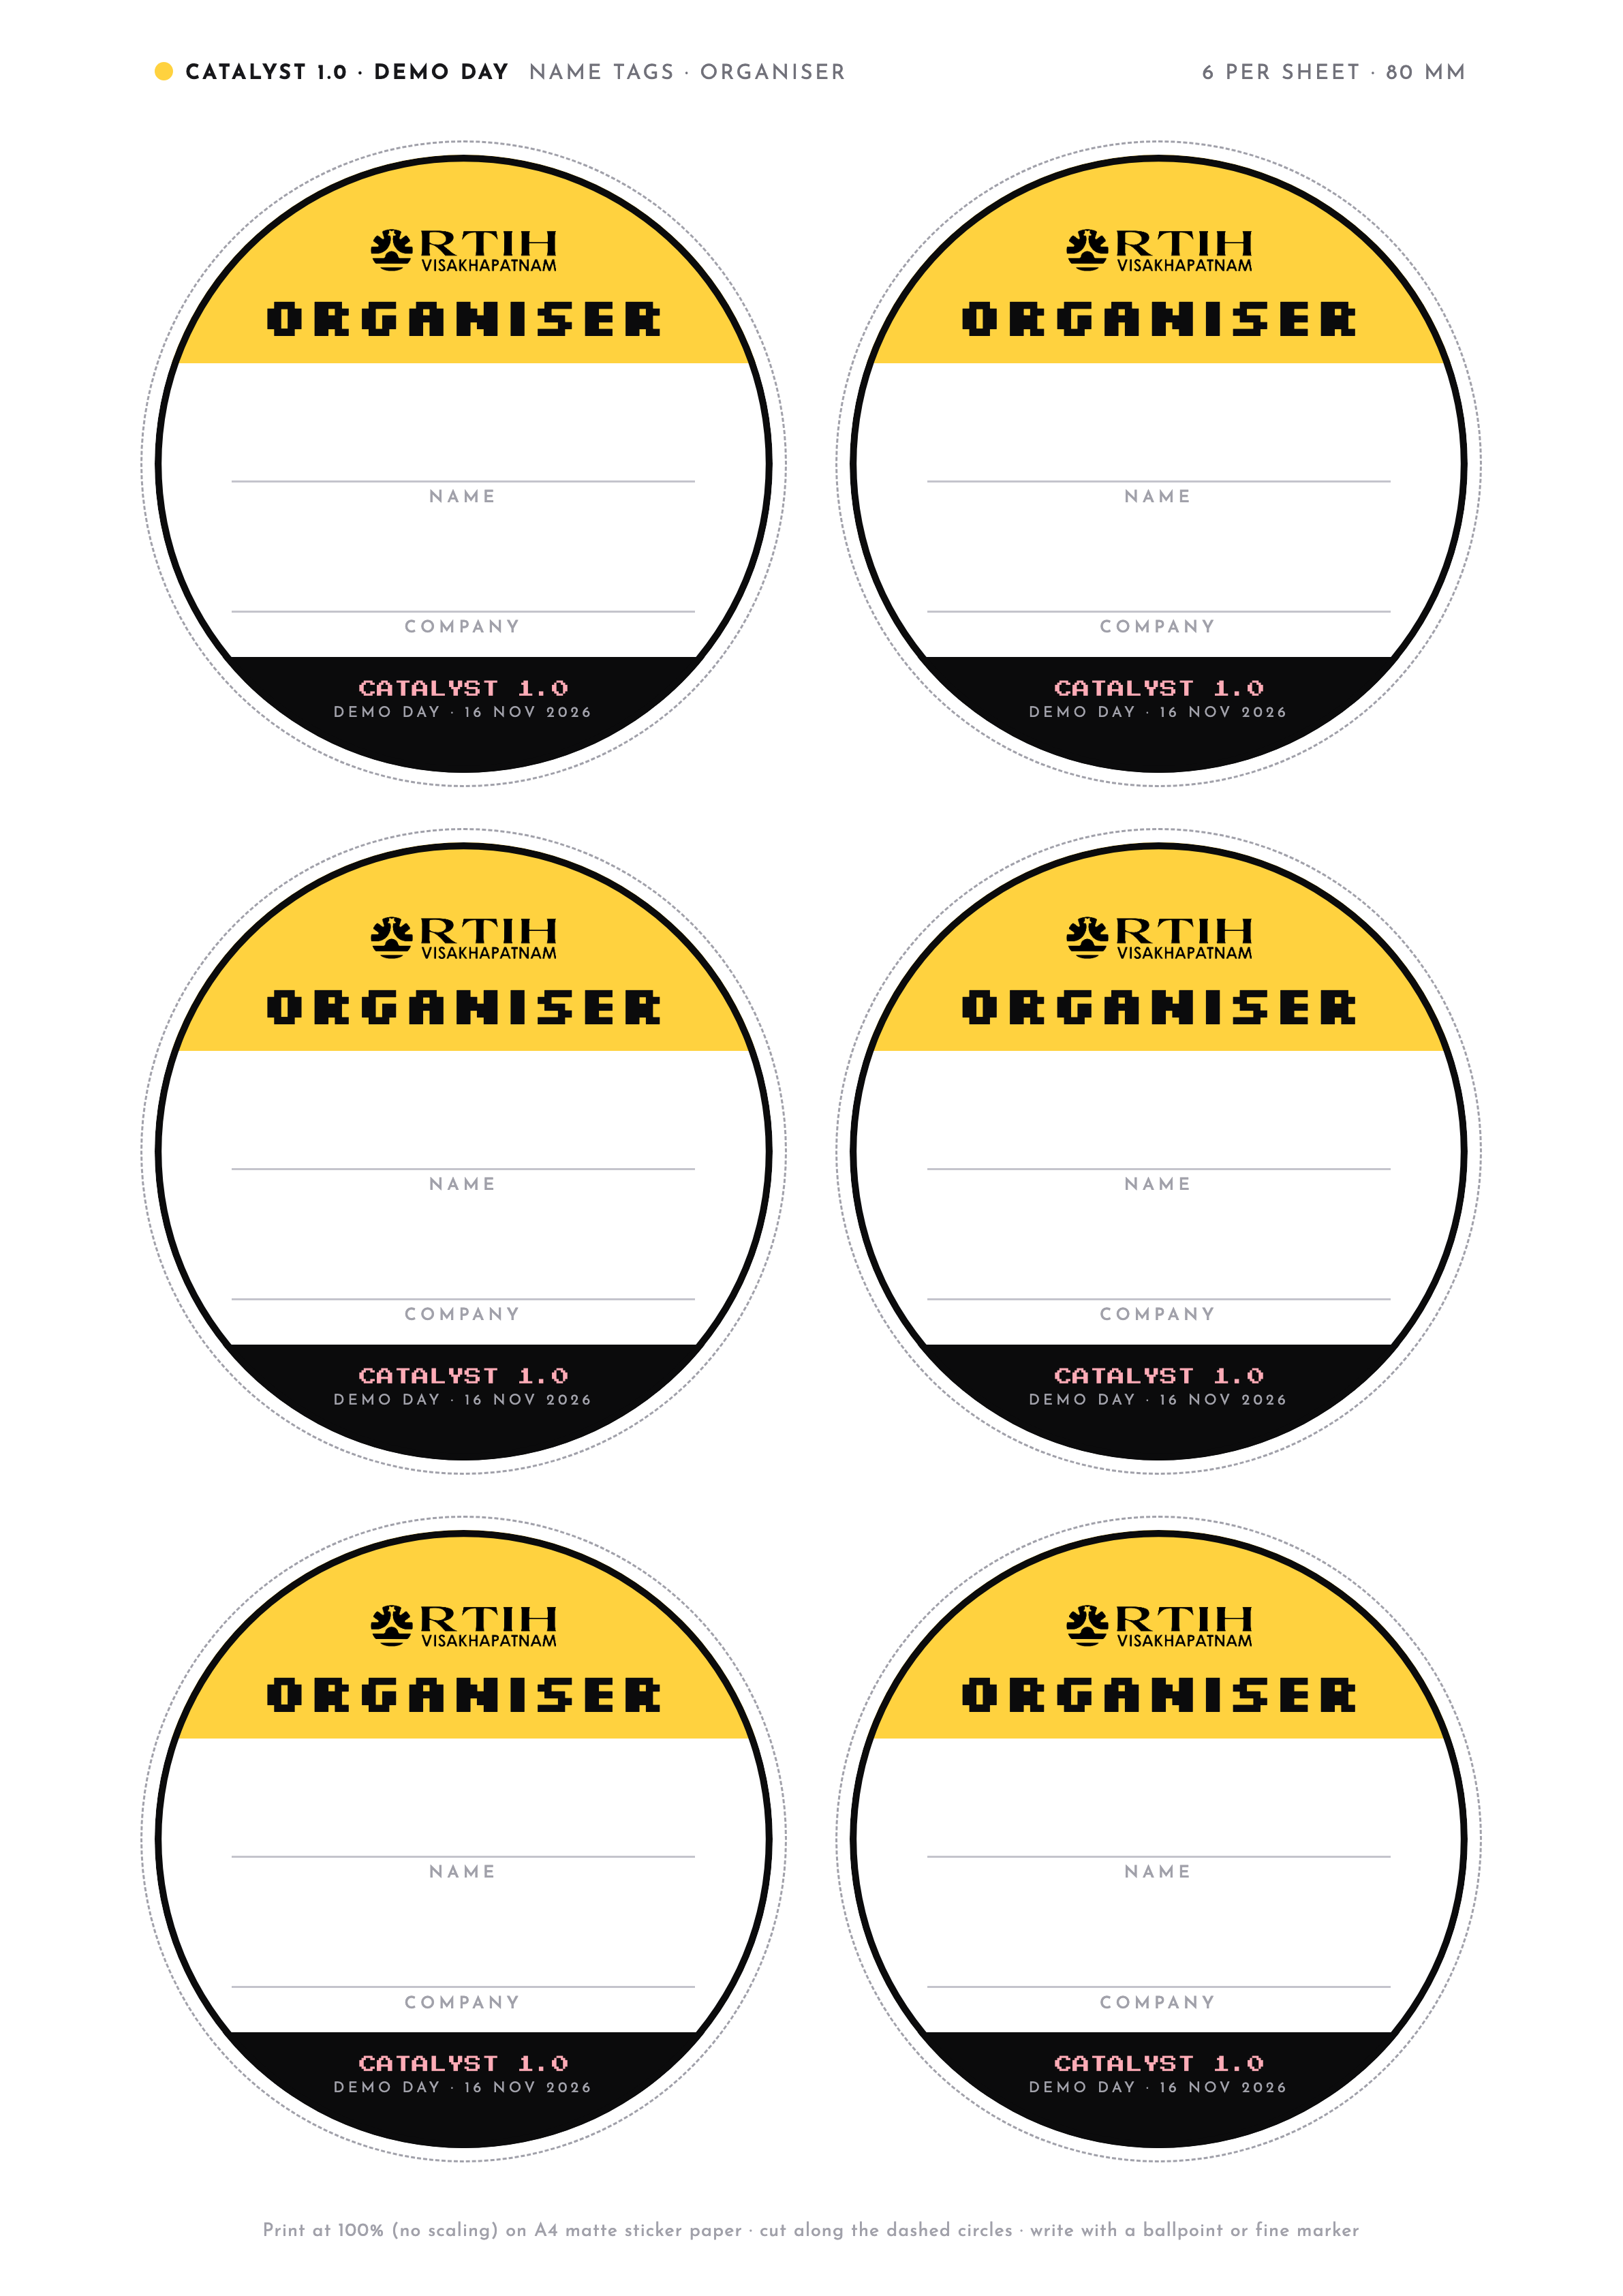 CATALYST 1.0 · DEMO DAY NAME TAGS · ORGANISER 6 PER SHEET · 80 MM
RTIH
VISAKHAPATNAM
ORGANISER
NAME
COMPANY
CATALYST 1.0
DEMO DAY · 16 NOV 2026
RTIH
VISAKHAPATNAM
ORGANISER
NAME
COMPANY
CATALYST 1.0
DEMO DAY · 16 NOV 2026
RTIH
VISAKHAPATNAM
ORGANISER
NAME
COMPANY
CATALYST 1.0
DEMO DAY · 16 NOV 2026
RTIH
VISAKHAPATNAM
ORGANISER
NAME
COMPANY
CATALYST 1.0
DEMO DAY · 16 NOV 2026
RTIH
VISAKHAPATNAM
ORGANISER
NAME
COMPANY
CATALYST 1.0
DEMO DAY · 16 NOV 2026
RTIH
VISAKHAPATNAM
ORGANISER
NAME
COMPANY
CATALYST 1.0
DEMO DAY · 16 NOV 2026
Print at 100% (no scaling) on A4 matte sticker paper · cut along the dashed circles · write with a ballpoint or fine marker